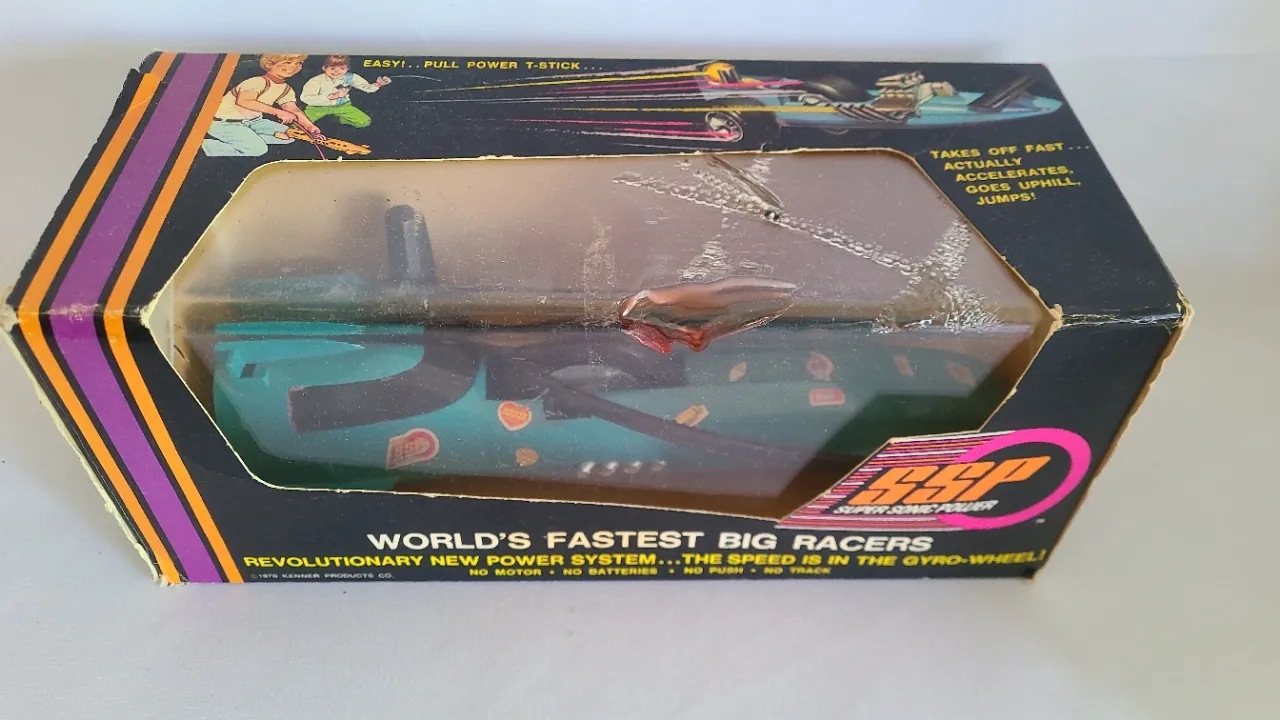 EASY!..PULL POWER T-STICK...
TAKES OFF FAST...
ACTUALLY
ACCELERATES,
GOES UPHILL,
JUMPS!
SSP
SUPER SONIC POWER
TM
WORLD'S FASTEST BIG RACERS
REVOLUTIONARY NEW POWER SYSTEM...THE SPEED IS IN THE GYRO-WHEEL!
NO MOTOR • NO BATTERIES • NO PUSH • NO TRACK
© 1970 KENNER PRODUCTS CO.